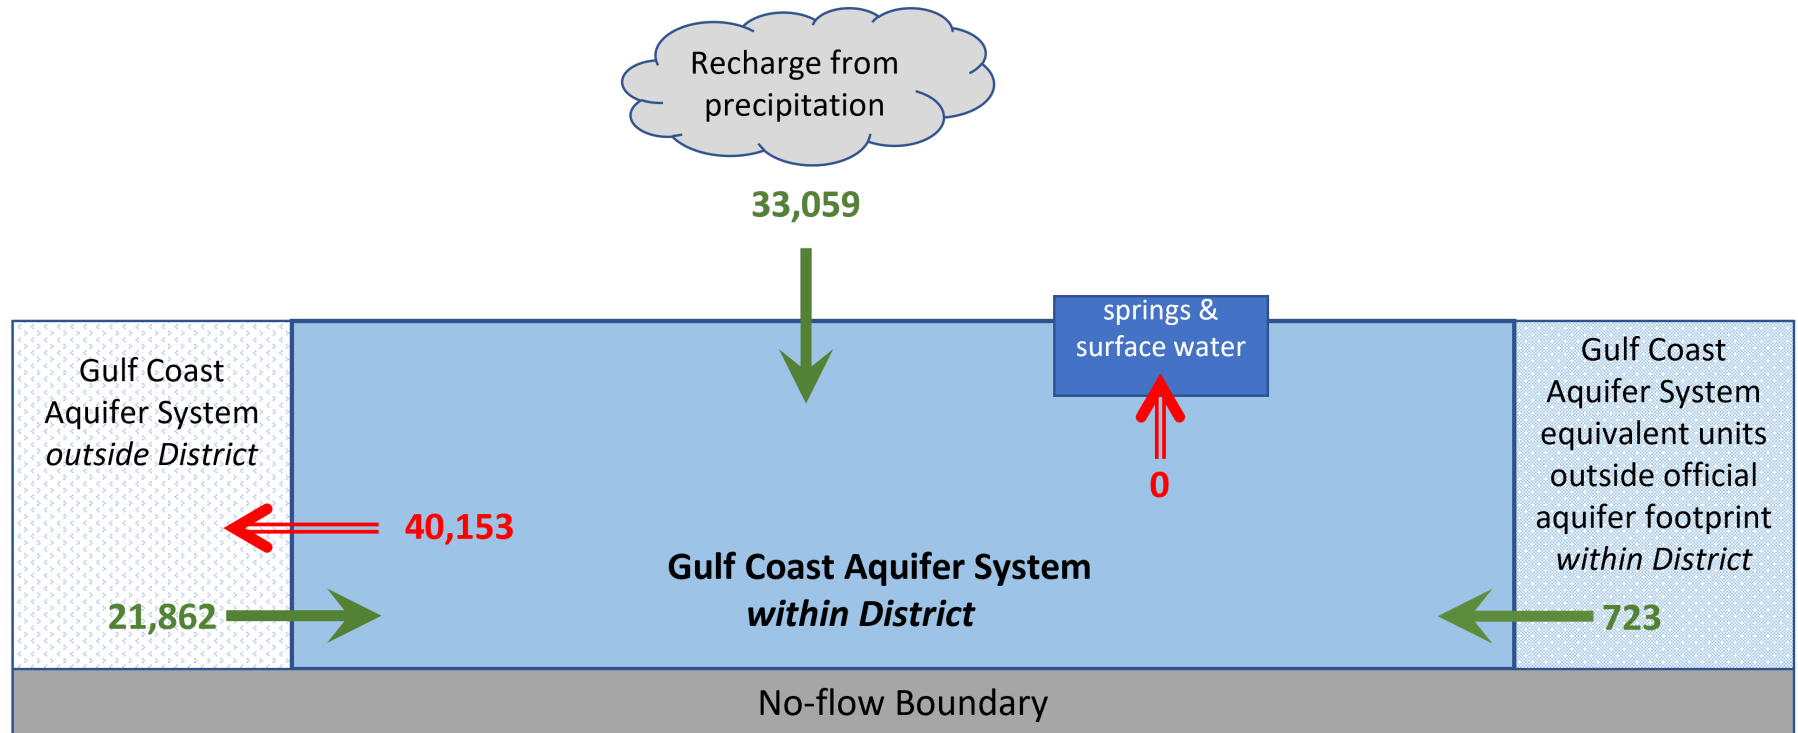 Recharge from
precipitation
33,059
springs &
surface water
0
Gulf Coast
Aquifer System
outside District
40,153
21,862
Gulf Coast Aquifer System
within District
Gulf Coast
Aquifer System
equivalent units
outside official
aquifer footprint
within District
723
No-flow Boundary